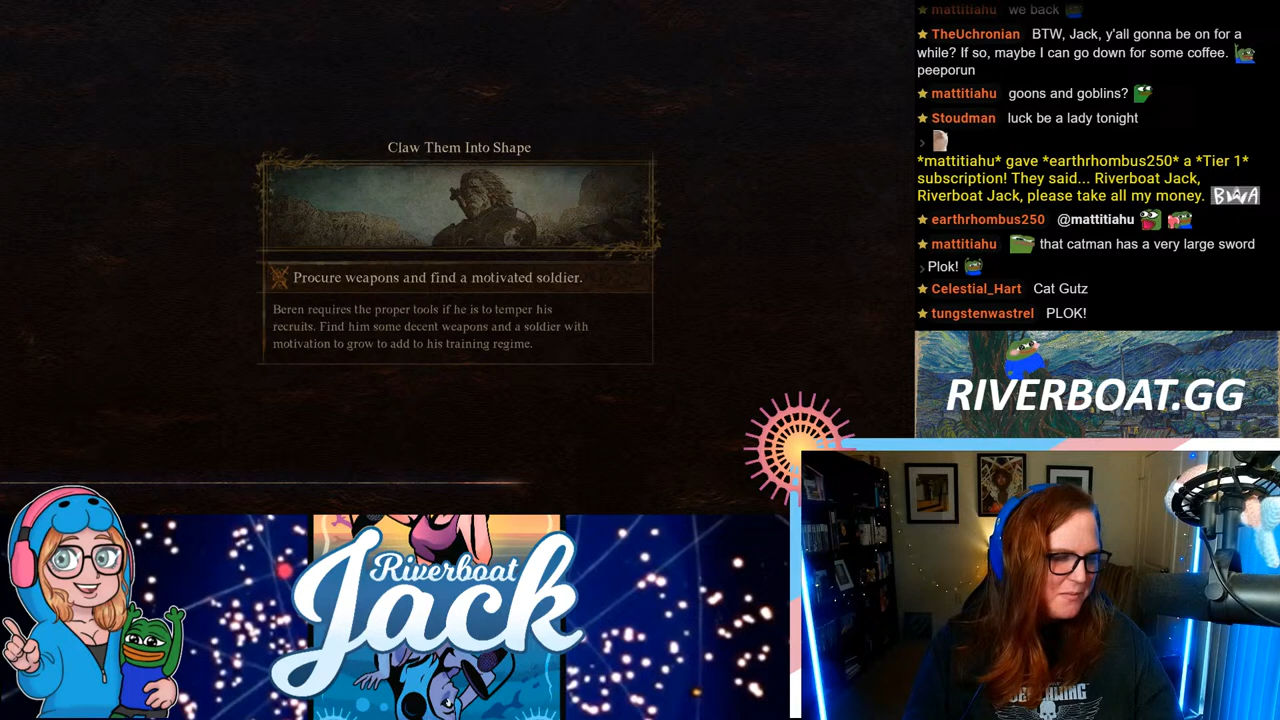 Claw Them Into Shape
Procure weapons and find a motivated soldier.
Beren requires the proper tools if he is to temper his
recruits. Find him some decent weapons and a soldier with
motivation to grow to add to his training regime.
mattitiahu we back
TheUchronian BTW, Jack, y'all gonna be on for a
while? If so, maybe I can go down for some coffee.
peeporun
mattitiahu goons and goblins?
Stoudman luck be a lady tonight
*mattitiahu* gave *earthrhombus250* a *Tier 1*
subscription! They said... Riverboat Jack,
Riverboat Jack, please take all my money. BWA
earthrhombus250 @mattitiahu
mattitiahu that catman has a very large sword
Plok!
Celestial_Hart Cat Gutz
tungstenwastrel PLOK!
RIVERBOAT.GG
Riverboat
Jack